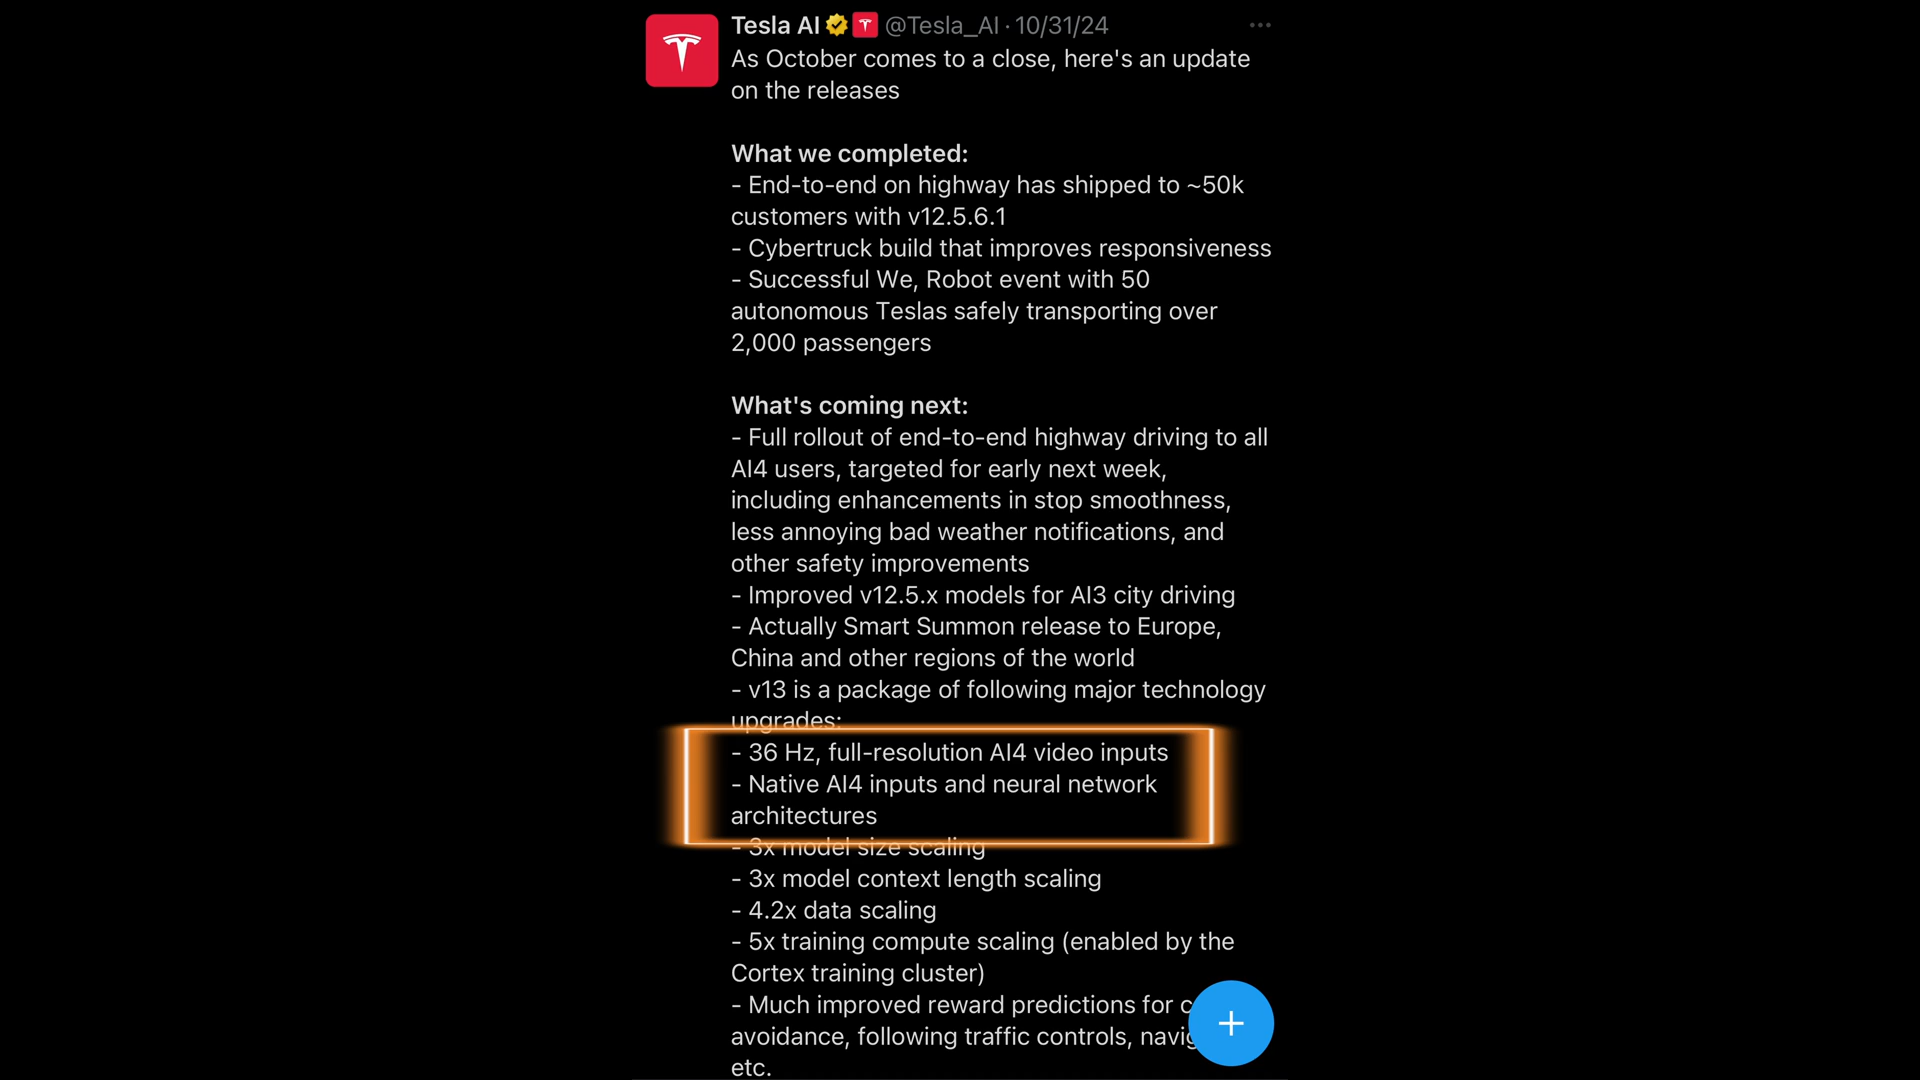 Tesla AI @Tesla_AI · 10/31/24
As October comes to a close, here's an update
on the releases
What we completed:
- End-to-end on highway has shipped to ~50k
customers with v12.5.6.1
- Cybertruck build that improves responsiveness
- Successful We, Robot event with 50
autonomous Teslas safely transporting over
2,000 passengers
What's coming next:
- Full rollout of end-to-end highway driving to all
AI4 users, targeted for early next week,
including enhancements in stop smoothness,
less annoying bad weather notifications, and
other safety improvements
- Improved v12.5.x models for AI3 city driving
- Actually Smart Summon release to Europe,
China and other regions of the world
- v13 is a package of following major technology
upgrades:
- 36 Hz, full-resolution AI4 video inputs
- Native AI4 inputs and neural network
architectures
- 3x model size scaling
- 3x model context length scaling
- 4.2x data scaling
- 5x training compute scaling (enabled by the
Cortex training cluster)
- Much improved reward predictions for
avoidance, following traffic controls,
etc.